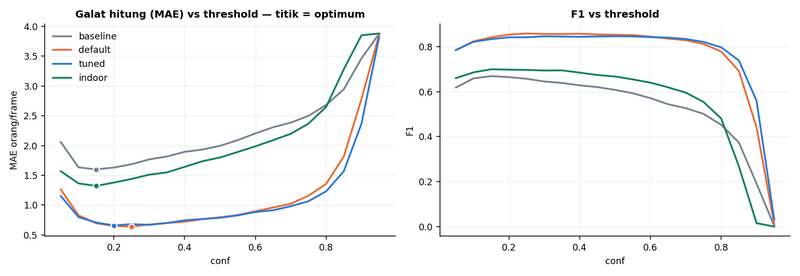 Galat hitung (MAE) vs threshold — titik = optimum
MAE orang/frame
4.0
3.5
3.0
2.5
2.0
1.5
1.0
0.5
baseline
default
tuned
indoor
0.2
0.4
0.6
0.8
conf
F1 vs threshold
F1
0.8
0.6
0.4
0.2
0.0
0.2
0.4
0.6
0.8
conf